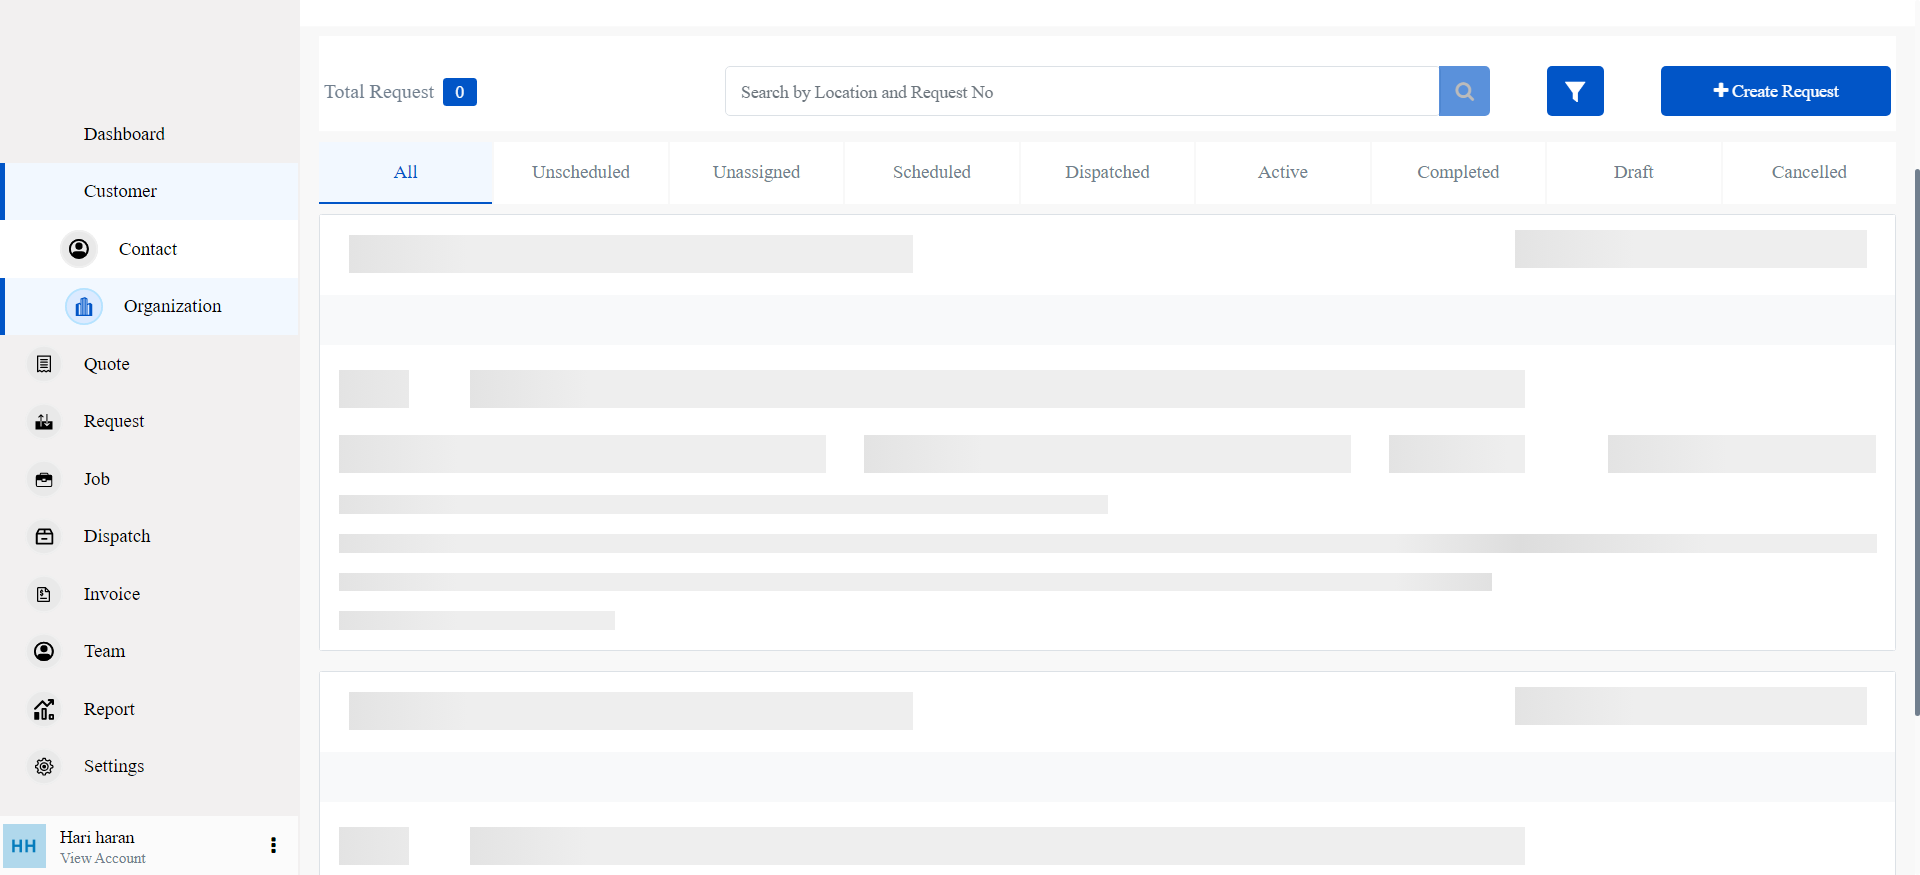 Dashboard
Customer
Contact
Organization
Quote
Request
Job
Dispatch
Invoice
Team
Report
Settings
HH
Hari haran
View Account
Total Request 0
Search by Location and Request No
Create Request
All
Unscheduled
Unassigned
Scheduled
Dispatched
Active
Completed
Draft
Cancelled